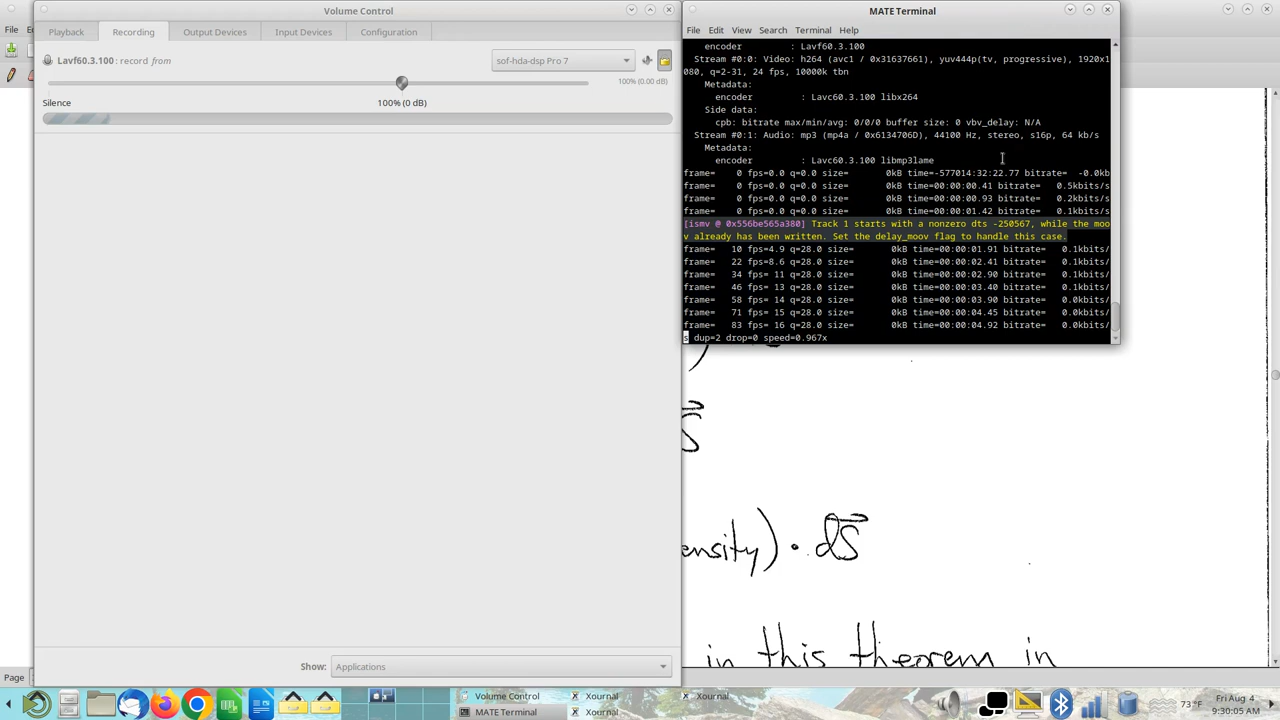 Volume Control
MATE Terminal
File
File Edit View Search Terminal Help
Playback Recording Output Devices Input Devices Configuration
Lavf60.3.100 : record from
sof-hda-dsp Pro 7
100% (0.00 dB)
Silence
100% (0 dB)
encoder : Lavf60.3.100
Stream #0:0: Video: h264 (avc1 / 0x31637661), yuv444p(tv, progressive), 1920x1
080, q=2-31, 24 fps, 10000k tbn
Metadata:
encoder : Lavc60.3.100 libx264
Side data:
cpb: bitrate max/min/avg: 0/0/0 buffer size: 0 vbv_delay: N/A
Stream #0:1: Audio: mp3 (mp4a / 0x6134706D), 44100 Hz, stereo, s16p, 64 kb/s
Metadata:
encoder : Lavc60.3.100 libmp3lame
frame= 0 fps=0.0 q=0.0 size= 0kB time=-577014:32:22.77 bitrate= -0.0kb
frame= 0 fps=0.0 q=0.0 size= 0kB time=00:00:00.41 bitrate= 0.5kbits/s
frame= 0 fps=0.0 q=0.0 size= 0kB time=00:00:00.93 bitrate= 0.2kbits/s
frame= 0 fps=0.0 q=0.0 size= 0kB time=00:00:01.42 bitrate= 0.1kbits/s
[ismv @ 0x556be565a380] Track 1 starts with a nonzero dts -250567, while the moo
v already has been written. Set the delay_moov flag to handle this case.
frame= 10 fps=4.9 q=28.0 size= 0kB time=00:00:01.91 bitrate= 0.1kbits/
frame= 22 fps=8.6 q=28.0 size= 0kB time=00:00:02.41 bitrate= 0.1kbits/
frame= 34 fps= 11 q=28.0 size= 0kB time=00:00:02.90 bitrate= 0.1kbits/
frame= 46 fps= 13 q=28.0 size= 0kB time=00:00:03.40 bitrate= 0.1kbits/
frame= 58 fps= 14 q=28.0 size= 0kB time=00:00:03.90 bitrate= 0.0kbits/
frame= 71 fps= 15 q=28.0 size= 0kB time=00:00:04.45 bitrate= 0.0kbits/
frame= 83 fps= 16 q=28.0 size= 0kB time=00:00:04.92 bitrate= 0.0kbits/
s dup=2 drop=0 speed=0.967x
S
ensity) · dS
in this theorem in
Show: Applications
Page
Volume Control Xournal Xournal
MATE Terminal Xournal
73°F
Fri Aug 4
9:30:05 AM